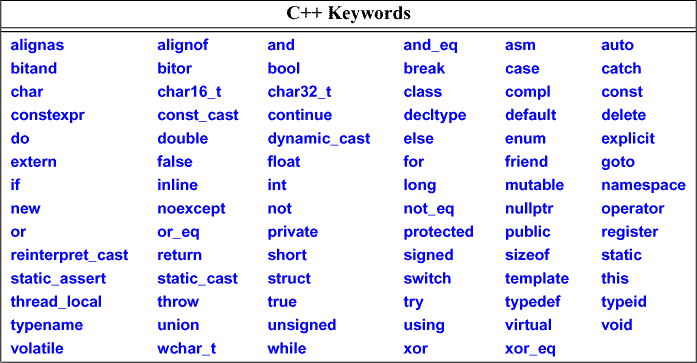 C++ Keywords
alignas alignof and and_eq asm auto
bitand bitor bool break case catch
char char16_t char32_t class compl const
constexpr const_cast continue decltype default delete
do double dynamic_cast else enum explicit
extern false float for friend goto
if inline int long mutable namespace
new noexcept not not_eq nullptr operator
or or_eq private protected public register
reinterpret_cast return short signed sizeof static
static_assert static_cast struct switch template this
thread_local throw true try typedef typeid
typename union unsigned using virtual void
volatile wchar_t while xor xor_eq